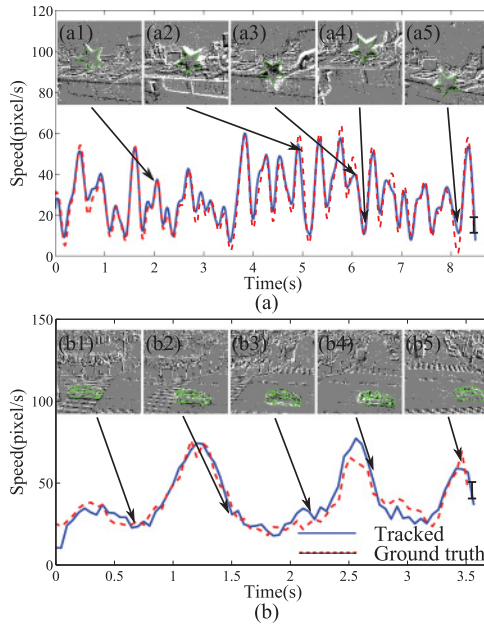 120
100
80
60
40
20
0
Speed(pixel/s)
(a1)
(a2)
(a3)
(a4)
(a5)
0
1
2
3
4
5
6
7
8
Time(s)
(a)
150
100
50
0
Speed(pixel/s)
(b1)
(b2)
(b3)
(b4)
(b5)
Tracked
Ground truth
0
0.5
1
1.5
2
2.5
3
3.5
Time(s)
(b)